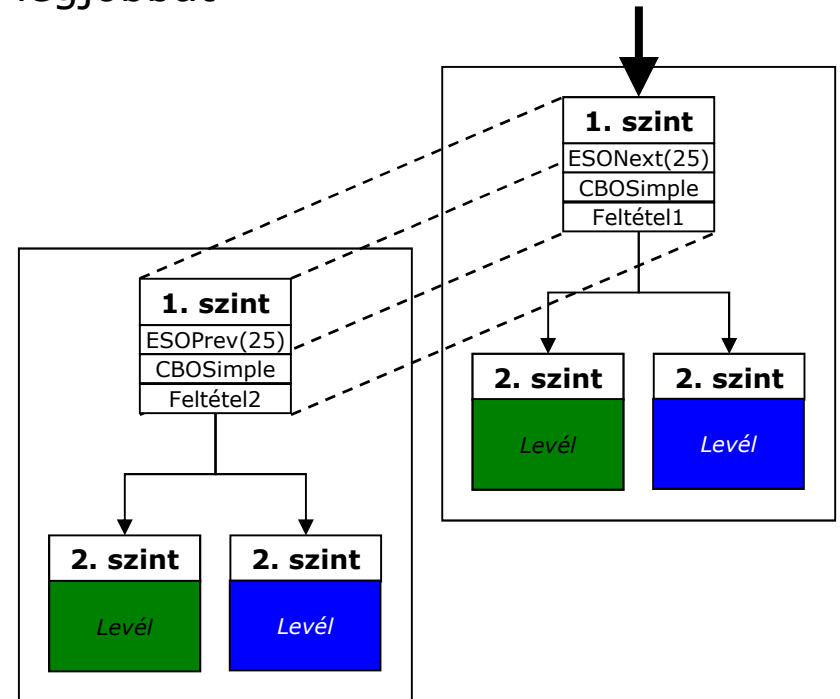 legjobbat
1. szint
ESONext(25)
CBOSimple
Feltétel1
1. szint
ESOPrev(25)
CBOSimple
Feltétel2
2. szint
2. szint
Levél
Levél
2. szint
2. szint
Levél
Levél